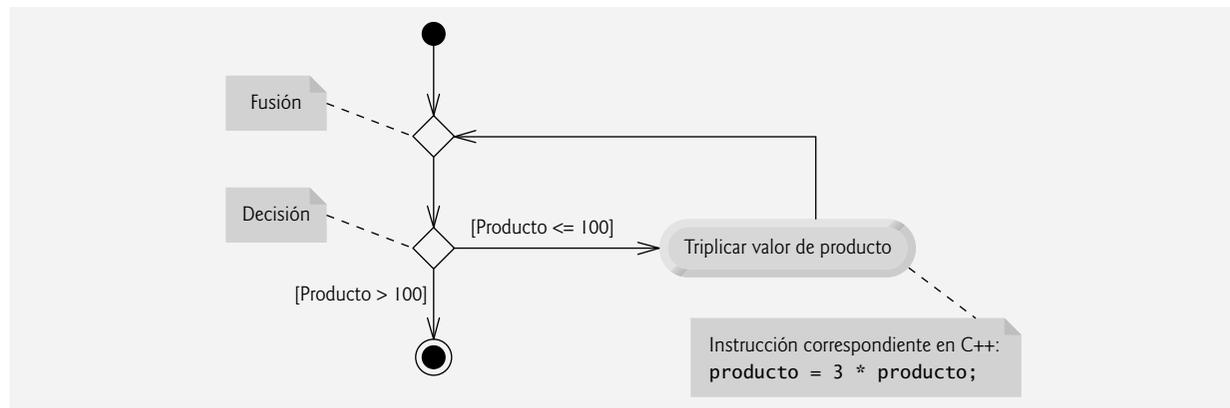 Fusión
Decisión
[Producto <= 100]
Triplicar valor de producto
[Producto > 100]
Instrucción correspondiente en C++:
producto = 3 * producto;